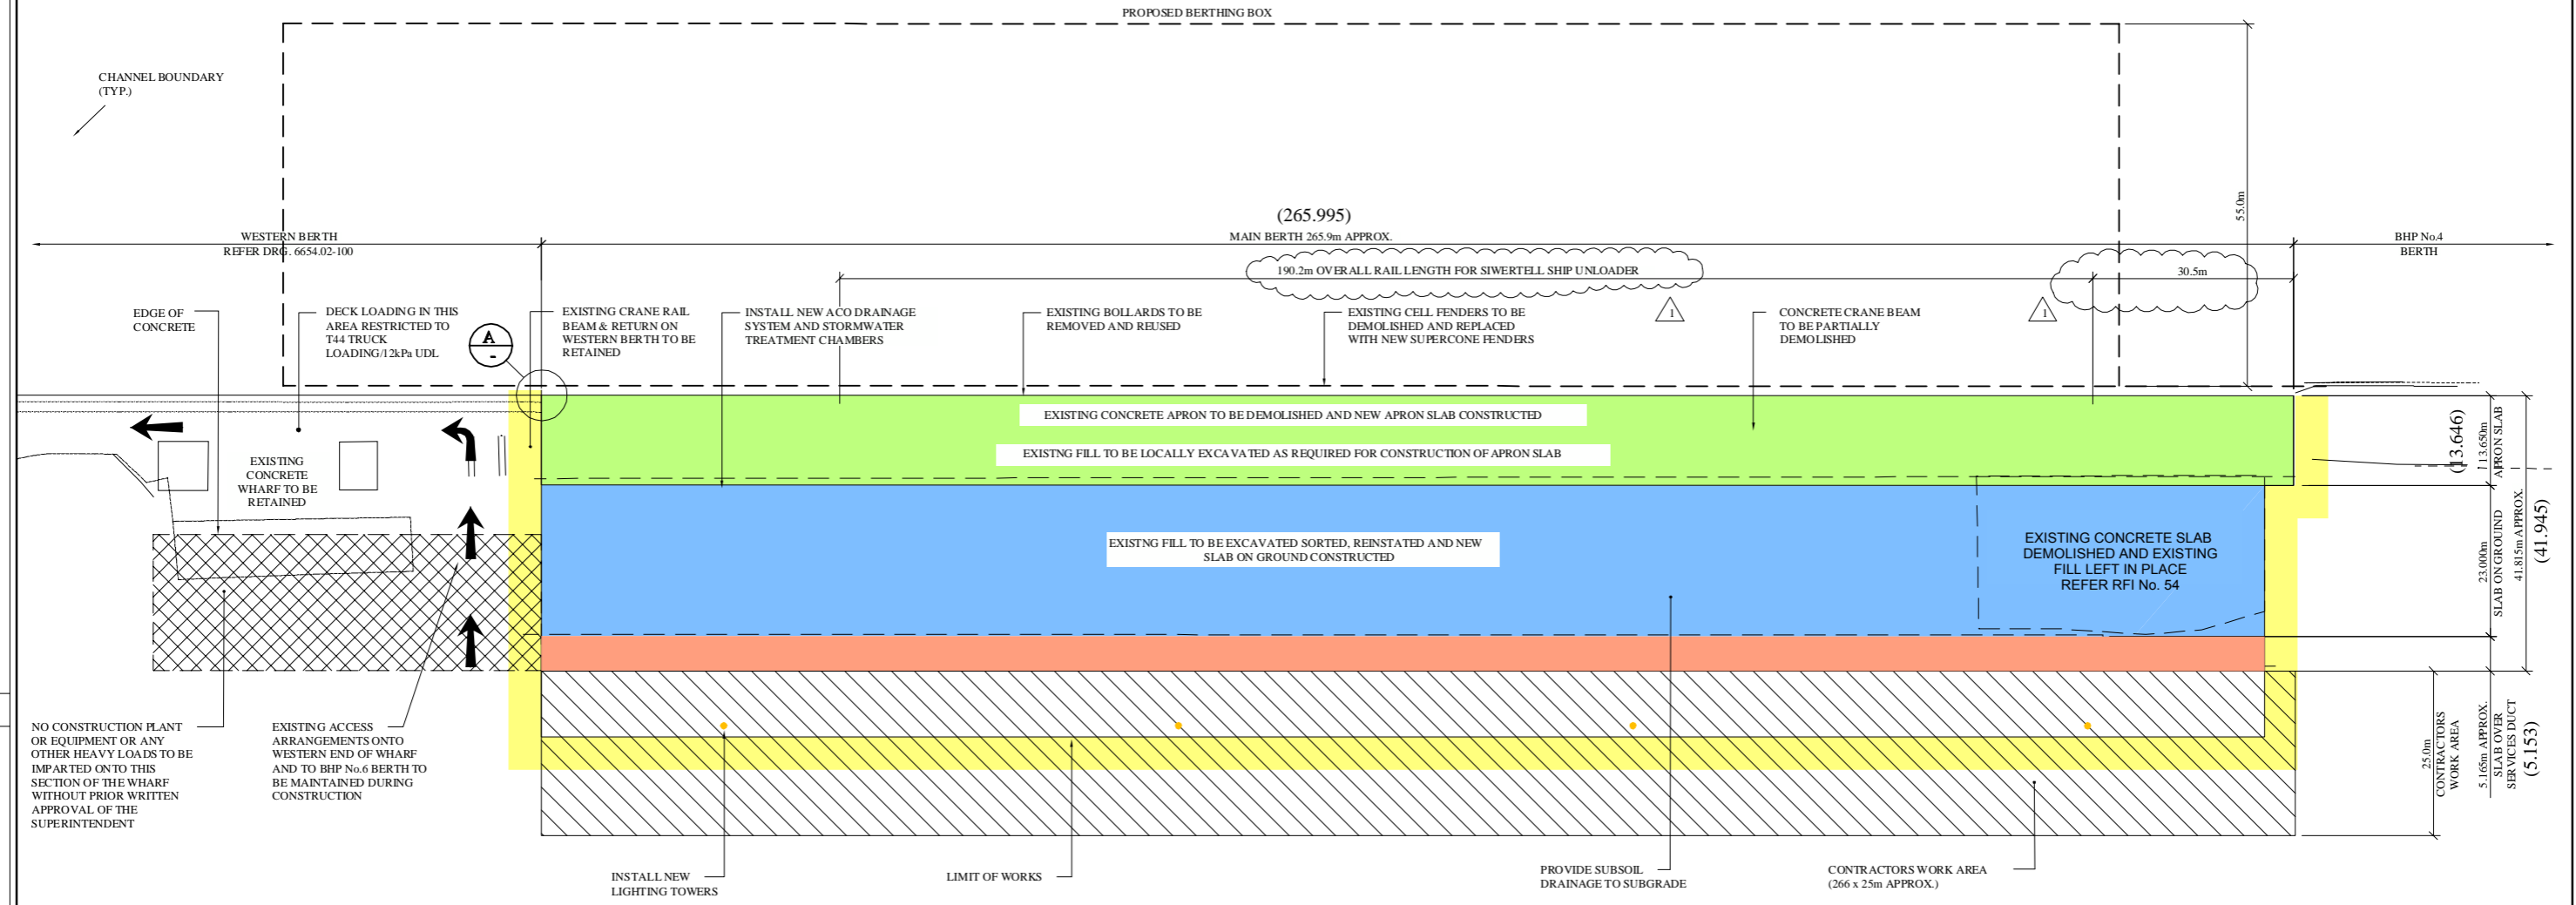 PROPOSED BERTHING BOX
CHANNEL BOUNDARY
(TYP.)
55.0m
(265.995)
WESTERN BERTH
REFER DRG. 6654.02-100
MAIN BERTH 265.9m APPROX.
BHP No.4
BERTH
190.2m OVERALL RAIL LENGTH FOR SIWERTELL SHIP UNLOADER
30.5m
EDGE OF
CONCRETE
DECK LOADING IN THIS
AREA RESTRICTED TO
T44 TRUCK
LOADING/12kPa UDL
A
-
EXISTING CRANE RAIL
BEAM & RETURN ON
WESTERN BERTH TO BE
RETAINED
INSTALL NEW ACO DRAINAGE
SYSTEM AND STORMWATER
TREATMENT CHAMBERS
EXISTING BOLLARDS TO BE
REMOVED AND REUSED
EXISTING CELL FENDERS TO BE
DEMOLISHED AND REPLACED
WITH NEW SUPERCONE FENDERS
1
CONCRETE CRANE BEAM
TO BE PARTIALLY
DEMOLISHED
1
EXISTING CONCRETE APRON TO BE DEMOLISHED AND NEW APRON SLAB CONSTRUCTED
EXISTNG FILL TO BE LOCALLY EXCAVATED AS REQUIRED FOR CONSTRUCTION OF APRON SLAB
(13.646)
13.650m
APRON SLAB
EXISTING
CONCRETE
WHARF TO BE
RETAINED
EXISTNG FILL TO BE EXCAVATED SORTED, REINSTATED AND NEW
SLAB ON GROUND CONSTRUCTED
EXISTING CONCRETE SLAB
DEMOLISHED AND EXISTING
FILL LEFT IN PLACE
REFER RFI No. 54
23.000m
SLAB ON GROUND
41.815m APPROX.
(41.945)
NO CONSTRUCTION PLANT
OR EQUIPMENT OR ANY
OTHER HEAVY LOADS TO BE
IMPARTED ONTO THIS
SECTION OF THE WHARF
WITHOUT PRIOR WRITTEN
APPROVAL OF THE
SUPERINTENDENT
EXISTING ACCESS
ARRANGEMENTS ONTO
WESTERN END OF WHARF
AND TO BHP No.6 BERTH TO
BE MAINTAINED DURING
CONSTRUCTION
25.0m
CONTRACTORS
WORK AREA
5.165m APPROX.
SLAB OVER
SERVICES DUCT
(5.153)
INSTALL NEW
LIGHTING TOWERS
LIMIT OF WORKS
PROVIDE SUBSOIL
DRAINAGE TO SUBGRADE
CONTRACTORS WORK AREA
(266 x 25m APPROX.)